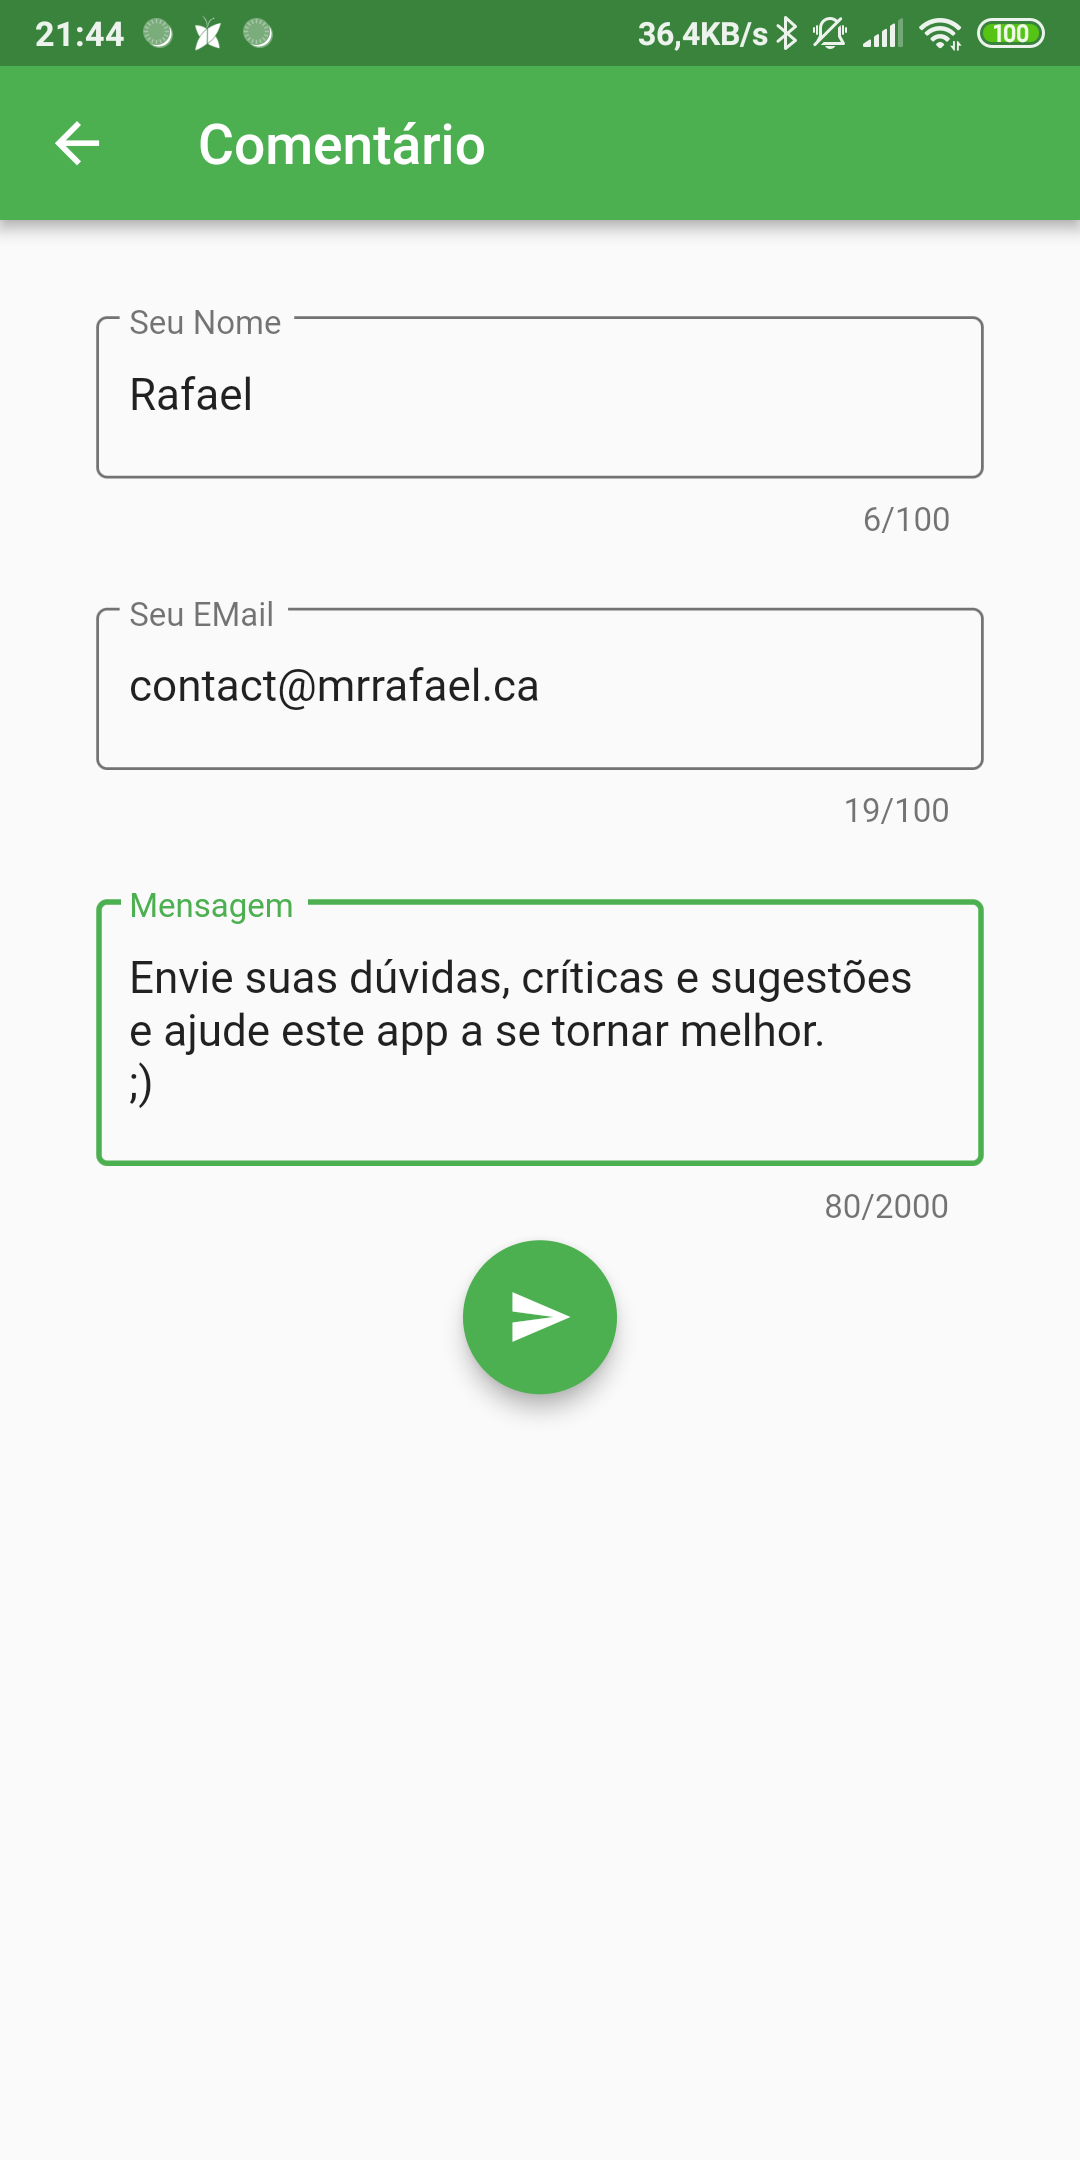 21:44 36,4KB/s 100
Comentário
Seu Nome
Rafael
6/100
Seu EMail
contact@mrrafael.ca
19/100
Mensagem
Envie suas dúvidas, críticas e sugestões
e ajude este app a se tornar melhor.
;)
80/2000